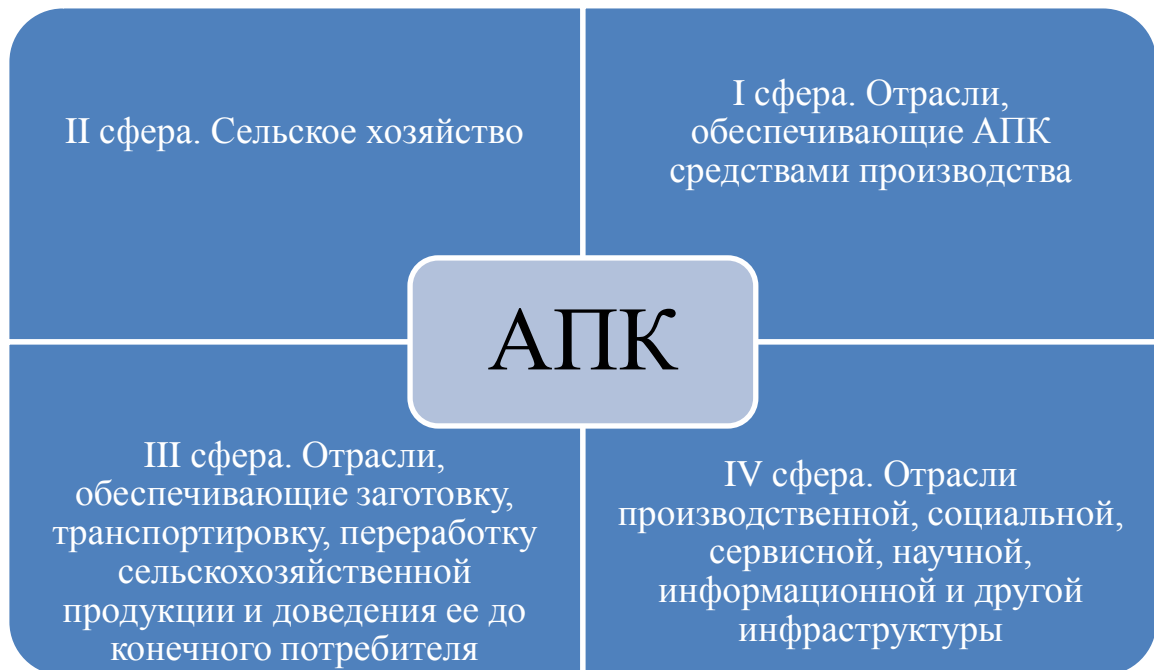 II сфера. Сельское хозяйство
I сфера. Отрасли,
обеспечивающие АПК
средствами производства
АПК
III сфера. Отрасли,
обеспечивающие заготовку,
транспортировку, переработку
сельскохозяйственной
продукции и доведения ее до
конечного потребителя
IV сфера. Отрасли
производственной, социальной,
сервисной, научной,
информационной и другой
инфраструктуры